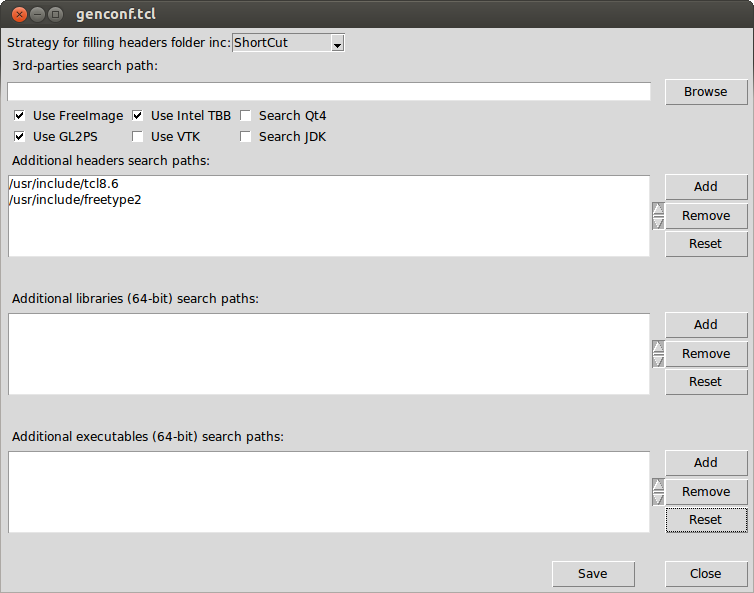 genconf.tcl
Strategy for filling headers folder inc: ShortCut
3rd-parties search path:
Browse
Use FreeImage Use Intel TBB Search Qt4
Use GL2PS Use VTK Search JDK
Additional headers search paths:
/usr/include/tcl8.6
/usr/include/freetype2
Add
Remove
Reset
Additional libraries (64-bit) search paths:
Add
Remove
Reset
Additional executables (64-bit) search paths:
Add
Remove
Reset
Save Close